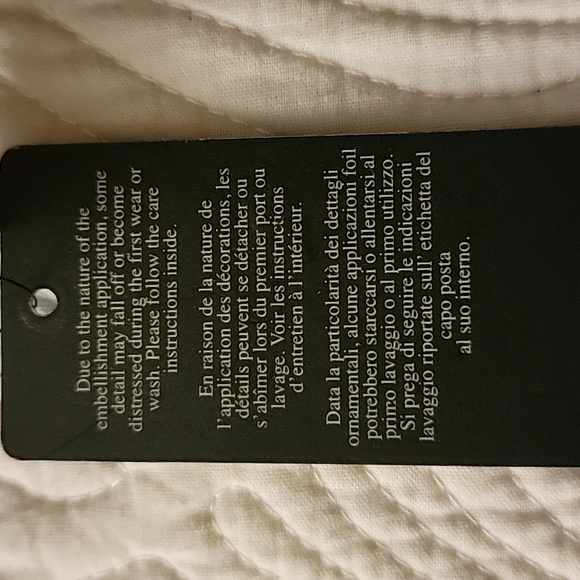 Due to the nature of the
embellishment application, some
detail may fall off or become
distressed during the first wear or
wash. Please follow the care
instructions inside.
En raison de la nature de
l'application des décorations, les
détails peuvent se détacher ou
s'abîmer lors du premier port ou
lavage. Voir les instructions
d'entretien à l'intérieur.
Data la particolarità dei dettagli
ornamentali, alcune applicazioni foil
potrebbero starccarsi o allentarsi al
primo lavaggio o al primo utilizzo.
Si prega di seguire le indicazioni
lavaggio riportate sull' etichetta del
capo posta
al suo interno.